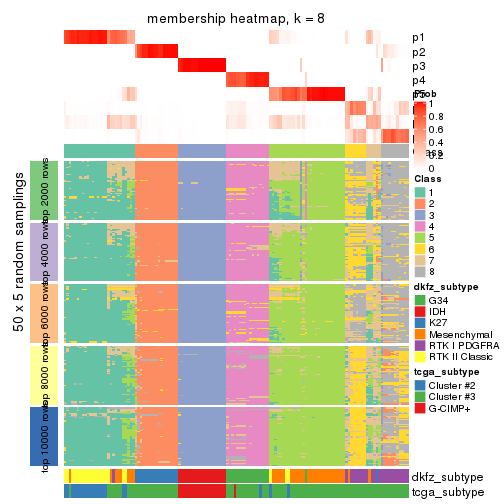 membership heatmap, k = 8
p1
p2
p3
p4
Prob
1
0.8
0.6
0.4
0.2
0
Class
1
2
3
4
5
6
7
8
dkfz_subtype
G34
IDH
K27
Mesenchymal
RTK I PDGFRA
RTK II Classic
tcga_subtype
Cluster #2
Cluster #3
G-CIMP+
50 x 5 random samplings
top 2000 rows
top 4000 rows
top 6000 rows
top 8000 rows
top 10000 rows
dkfz_subtype
tcga_subtype